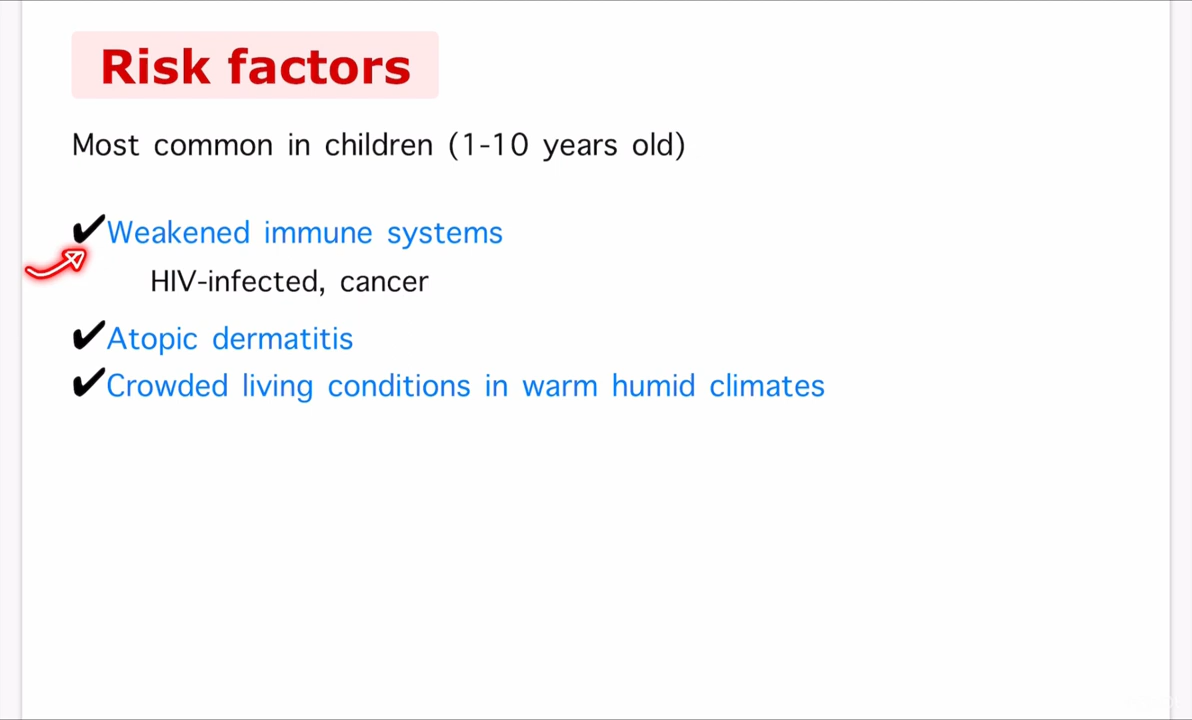 Risk factors
Most common in children (1-10 years old)
✔Weakened immune systems
HIV-infected, cancer
✔Atopic dermatitis
✔Crowded living conditions in warm humid climates